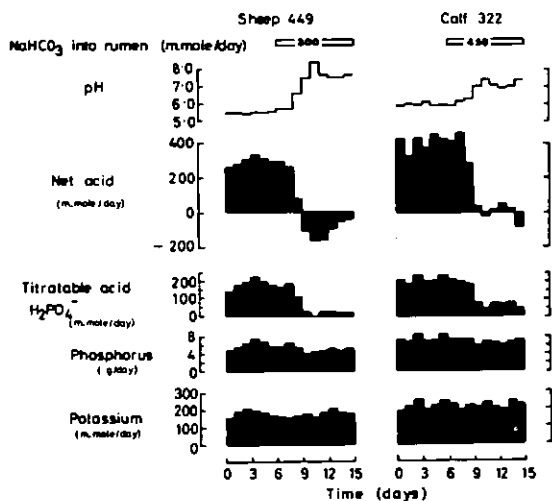 Sheep 449 Calf 322
NaHCO3 into rumen (m.mole/day) 300 450
8·0
pH 7·0
6·0
5·0
400
Net acid 200
(m.mole/day)
0
- 200
Titratable acid 200
H2PO4- 100
(m.mole/day) 0
Phosphorus 8
(g/day) 4
0
300
Potassium 200
(m.mole/day) 100
0
0 3 6 9 12 15 0 3 6 9 12 15
Time (days)